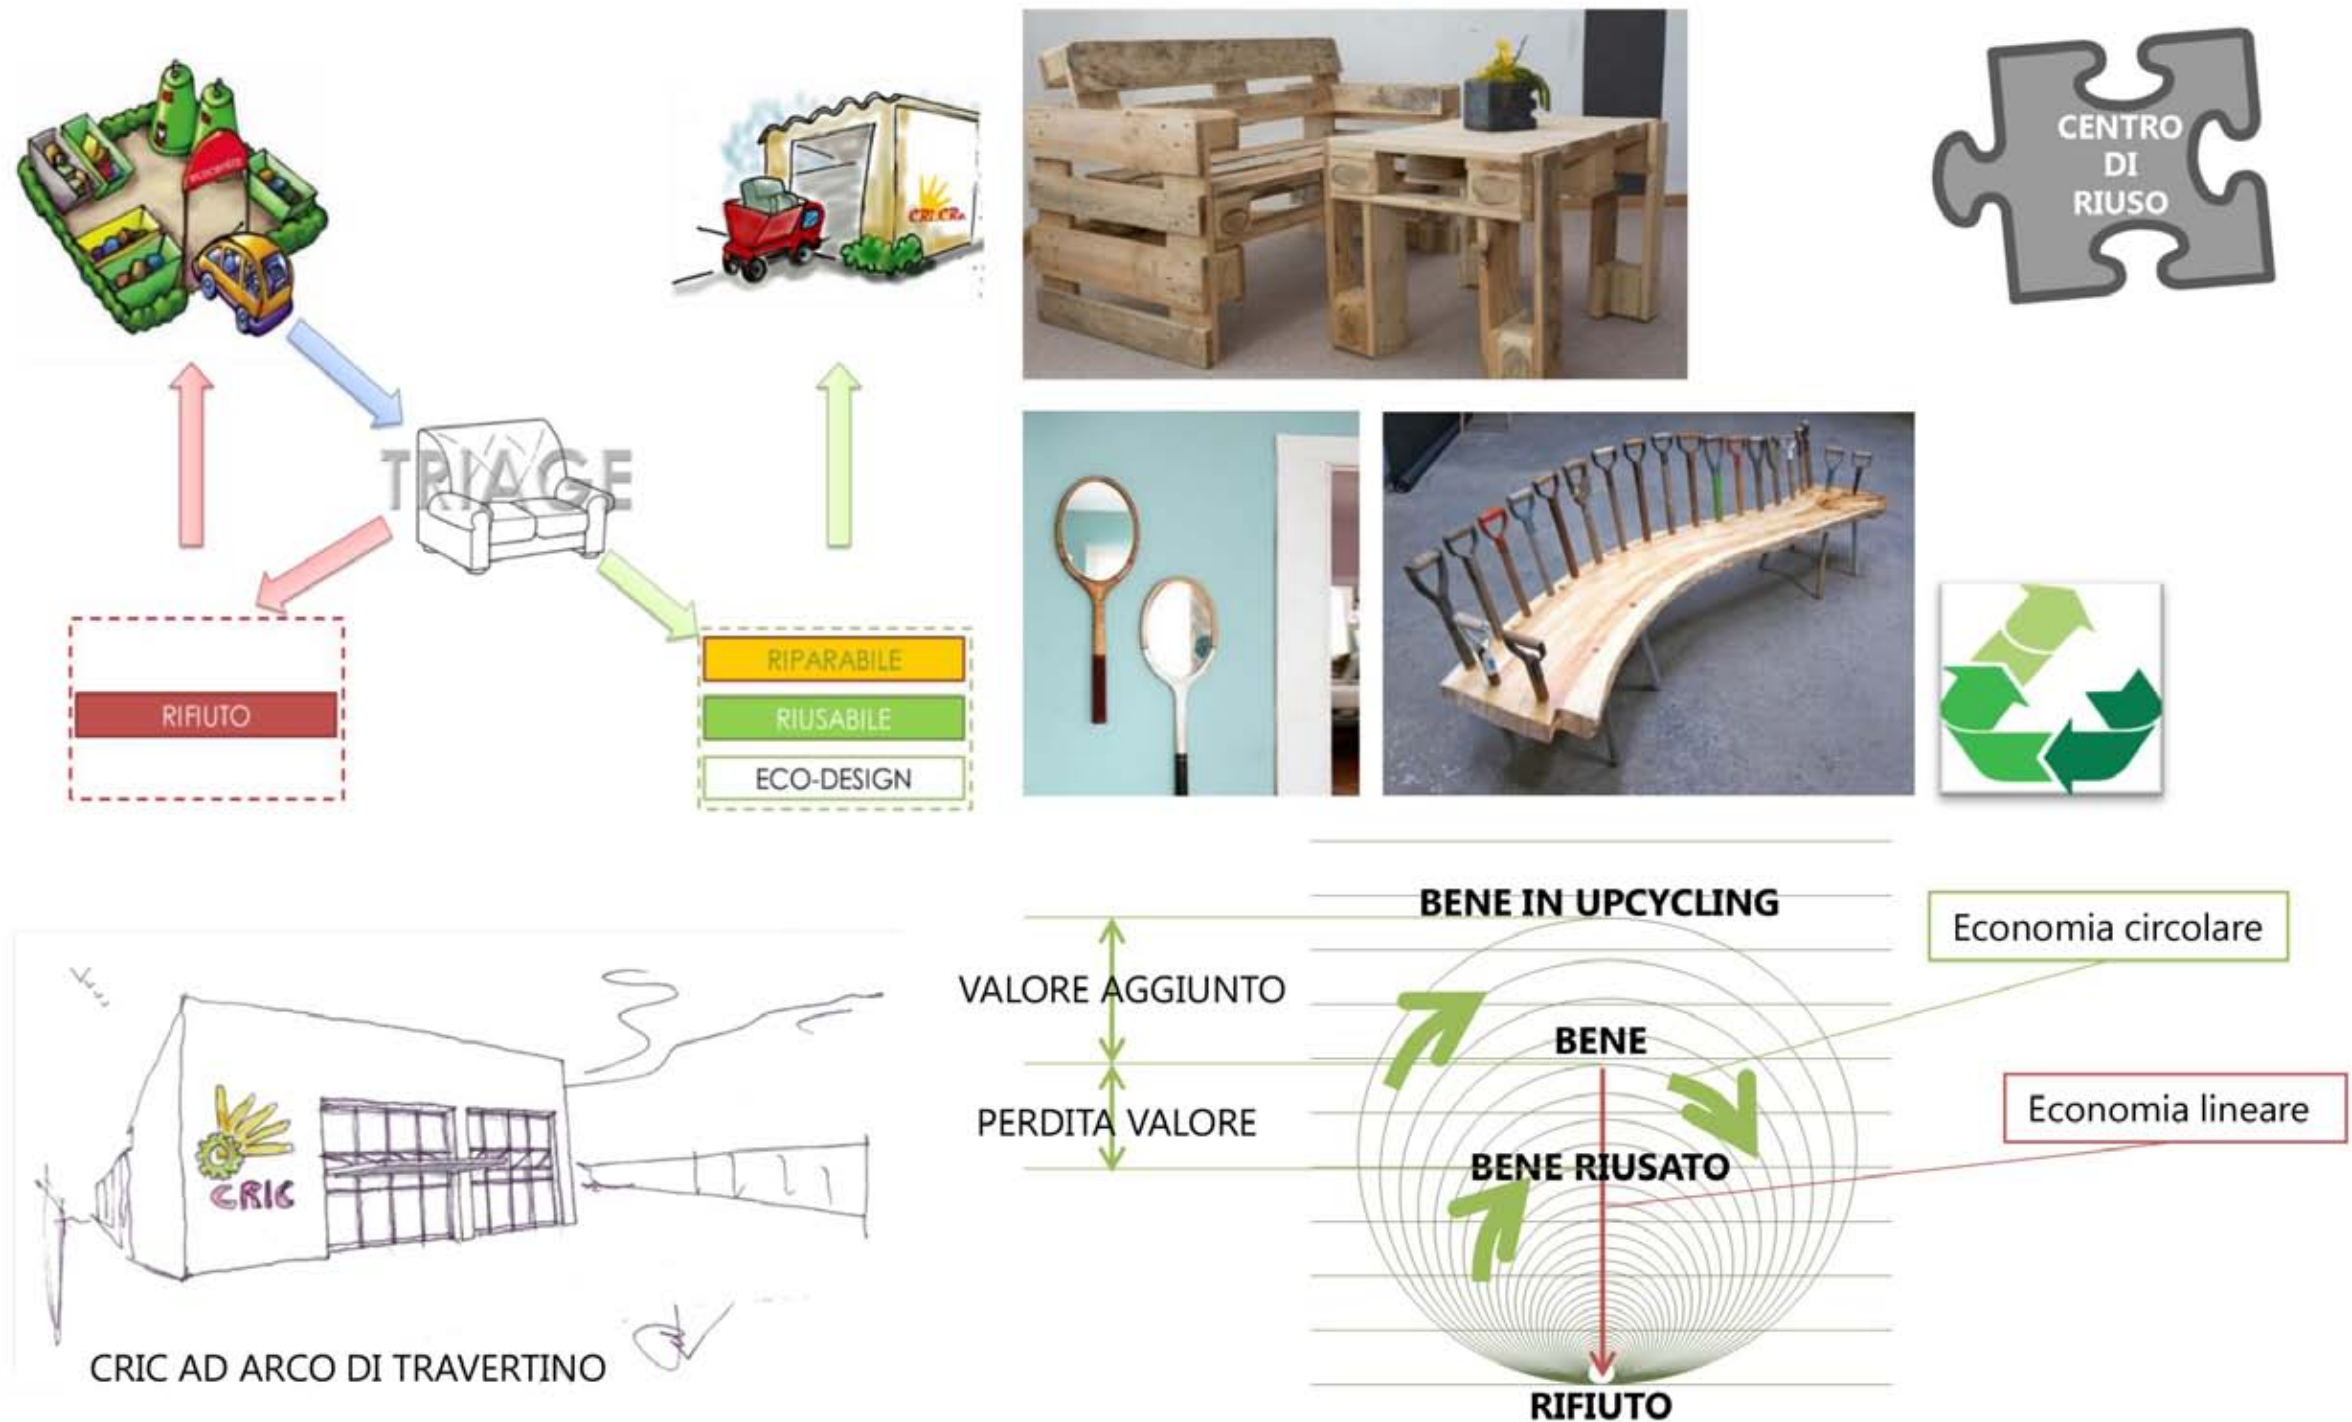 CENTRO
DI
RIUSO
TRIAGE
RIFIUTO
RIPARABILE
RIUSABILE
ECO-DESIGN
BENE IN UPCYCLING
Economia circolare
VALORE AGGIUNTO
BENE
Economia lineare
PERDITA VALORE
BENE RIUSATO
CRIC
CRIC AD ARCO DI TRAVERTINO
RIFIUTO